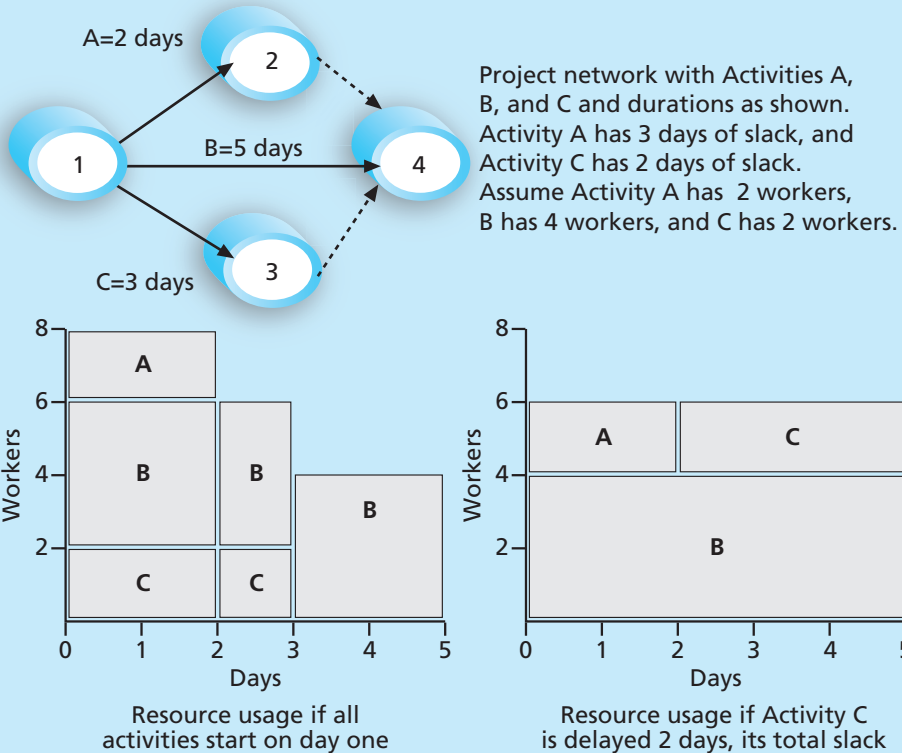 A=2 days
2
Project network with Activities A,
B, and C and durations as shown.
Activity A has 3 days of slack, and
Activity C has 2 days of slack.
Assume Activity A has 2 workers,
B has 4 workers, and C has 2 workers.
1
B=5 days
4
C=3 days
3
8
6
4
2
Workers
A
B
B
B
C
C
0 1 2 3 4 5
Days
Resource usage if all
activities start on day one
8
6
4
2
Workers
A
C
B
0 1 2 3 4 5
Days
Resource usage if Activity C
is delayed 2 days, its total slack